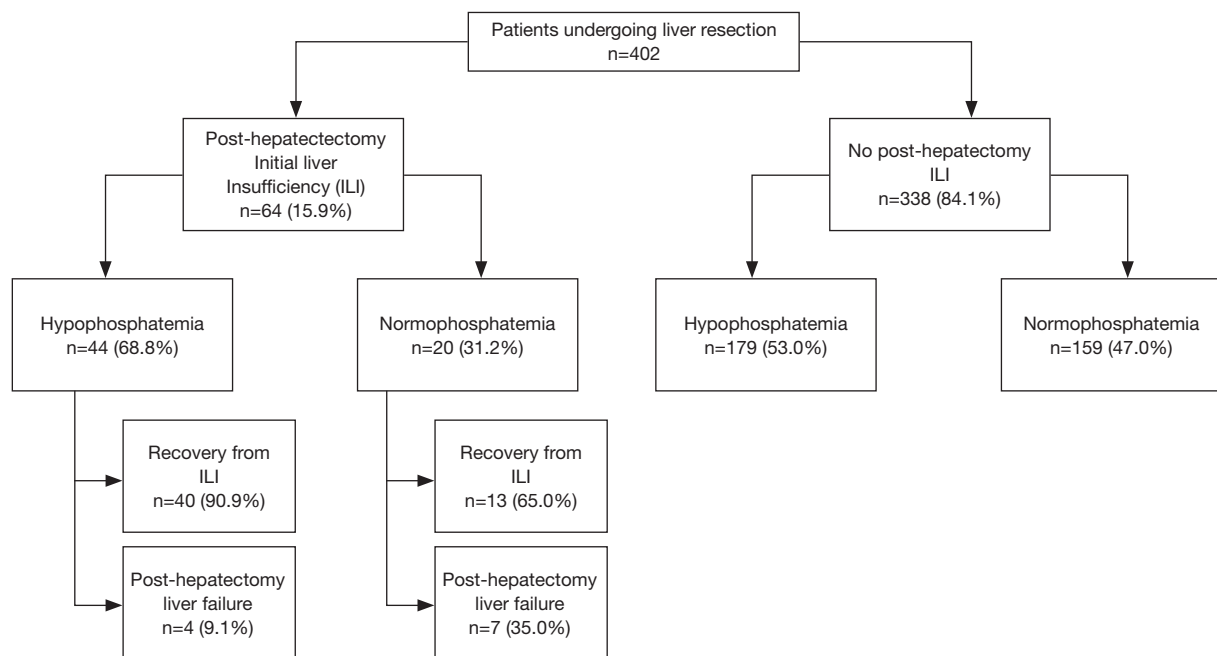 Patients undergoing liver resection
n=402
Post-hepatectectomy
Initial liver
Insufficiency (ILI)
n=64 (15.9%)
No post-hepatectomy
ILI
n=338 (84.1%)
Hypophosphatemia
n=44 (68.8%)
Normophosphatemia
n=20 (31.2%)
Hypophosphatemia
n=179 (53.0%)
Normophosphatemia
n=159 (47.0%)
Recovery from
ILI
n=40 (90.9%)
Recovery from
ILI
n=13 (65.0%)
Post-hepatectomy
liver failure
n=4 (9.1%)
Post-hepatectomy
liver failure
n=7 (35.0%)